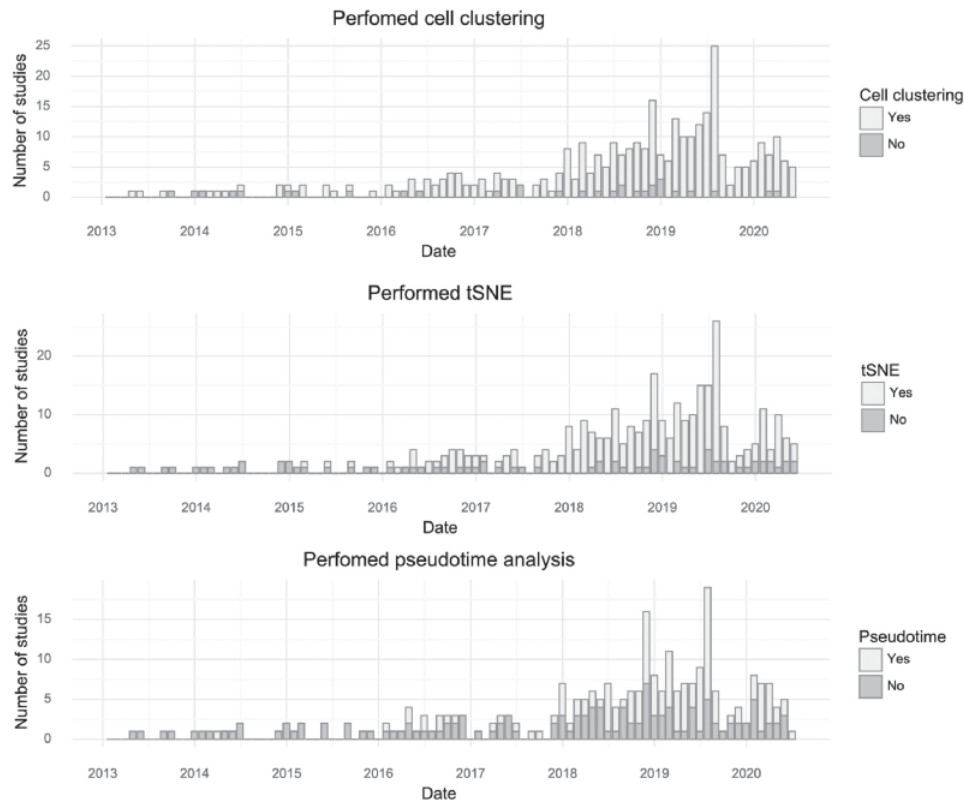 Perfomed cell clustering
25
20
15
10
5
0
Number of studies
2013 2014 2015 2016 2017 2018 2019 2020
Date
Cell clustering
Yes
No
Performed tSNE
20
10
0
Number of studies
2013 2014 2015 2016 2017 2018 2019 2020
Date
tSNE
Yes
No
Perfomed pseudotime analysis
15
10
5
0
Number of studies
2013 2014 2015 2016 2017 2018 2019 2020
Date
Pseudotime
Yes
No